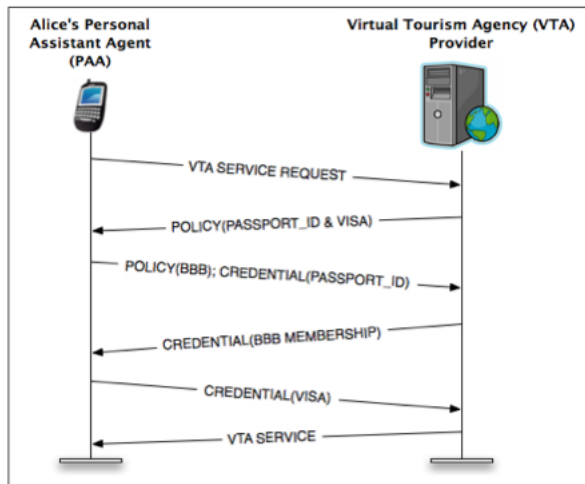 Alice's Personal
Assistant Agent
(PAA)
Virtual Tourism Agency (VTA)
Provider
VTA SERVICE REQUEST
POLICY(PASSPORT_ID & VISA)
POLICY(BBB); CREDENTIAL(PASSPORT_ID)
CREDENTIAL(BBB MEMBERSHIP)
CREDENTIAL(VISA)
VTA SERVICE